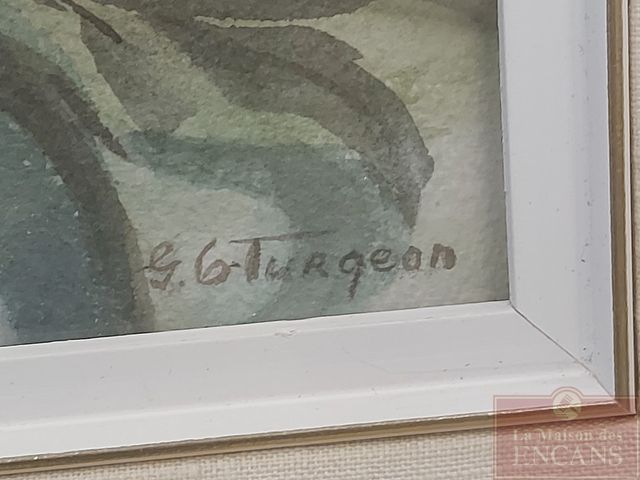 G. G. Turgeon
La Maison des
ENCANS